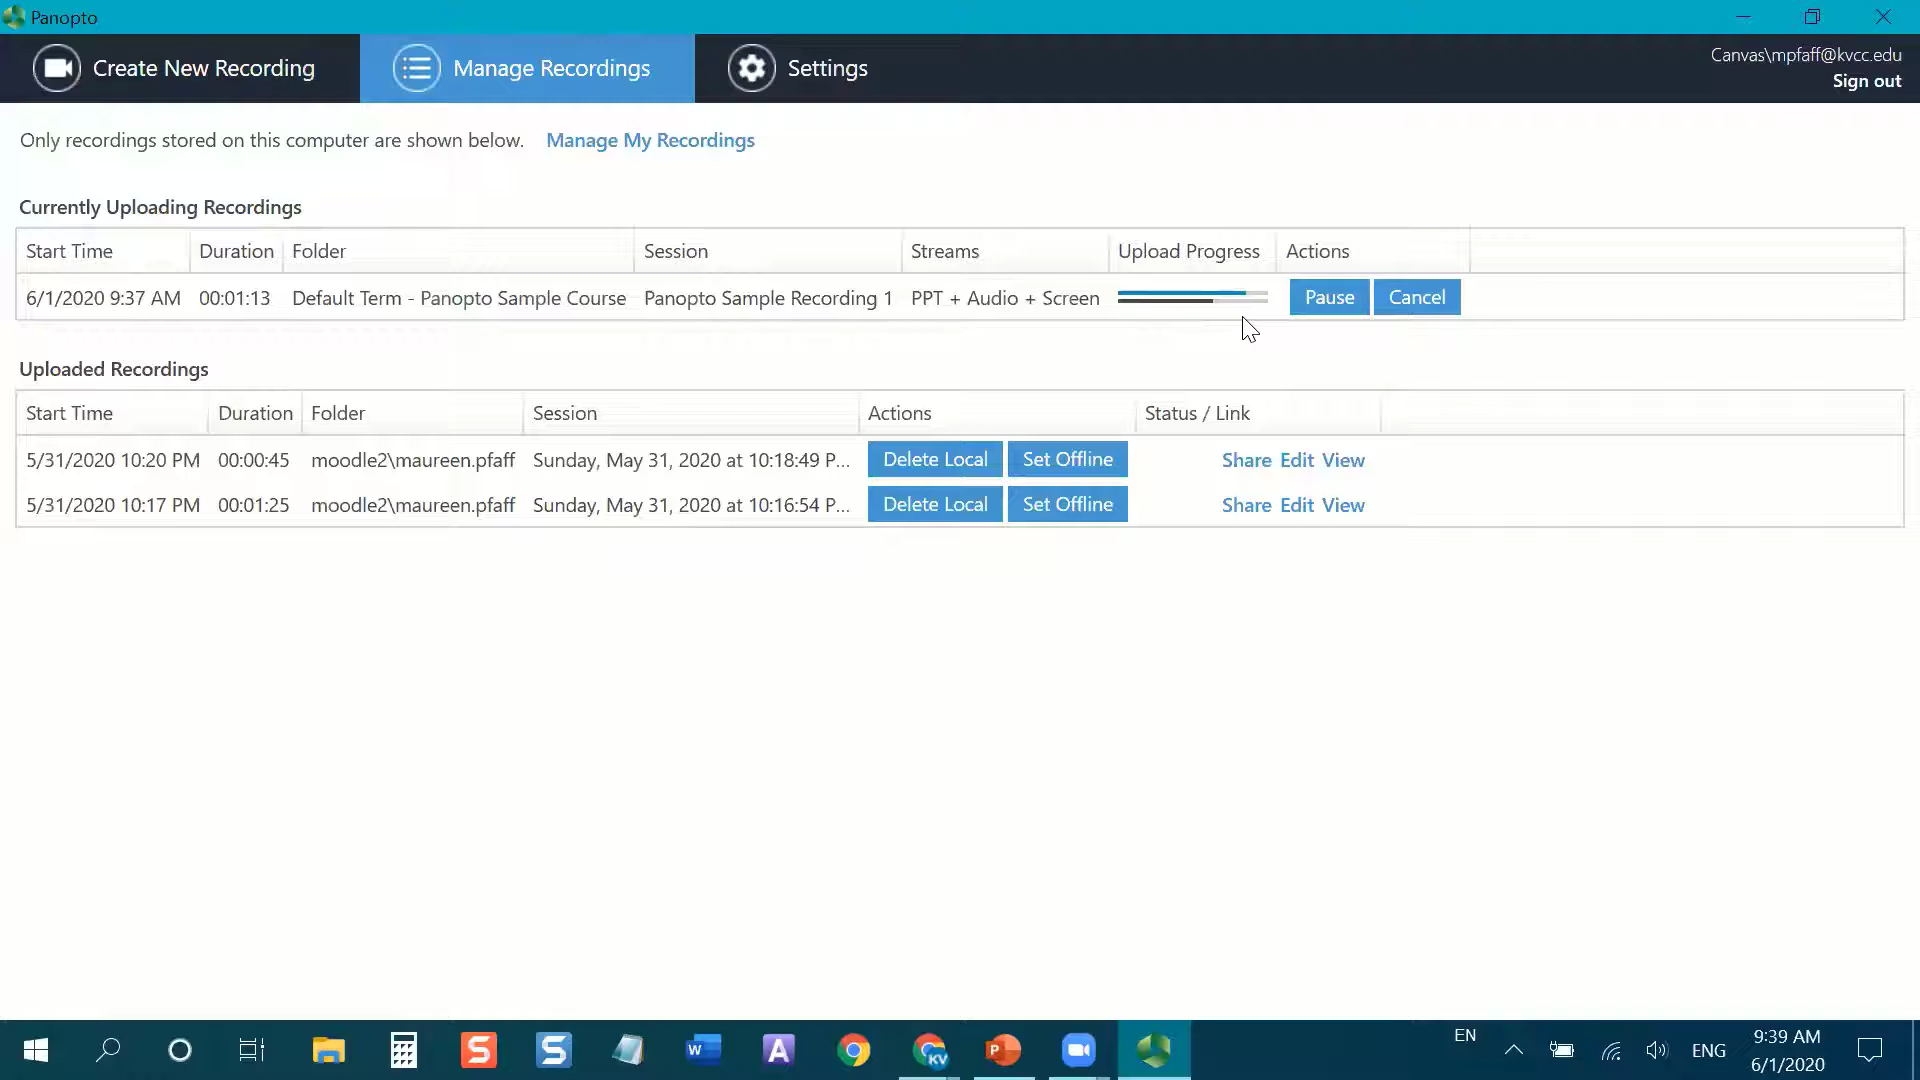 Panopto
Create New Recording
Manage Recordings
Settings
Canvas\mpfaff@kvcc.edu
Sign out
Only recordings stored on this computer are shown below. Manage My Recordings
Currently Uploading Recordings
Start Time Duration Folder Session Streams Upload Progress Actions
6/1/2020 9:37 AM 00:01:13 Default Term - Panopto Sample Course Panopto Sample Recording 1 PPT + Audio + Screen Pause Cancel
Uploaded Recordings
Start Time Duration Folder Session Actions Status / Link
5/31/2020 10:20 PM 00:00:45 moodle2\maureen.pfaff Sunday, May 31, 2020 at 10:18:49 P... Delete Local Set Offline Share Edit View
5/31/2020 10:17 PM 00:01:25 moodle2\maureen.pfaff Sunday, May 31, 2020 at 10:16:54 P... Delete Local Set Offline Share Edit View
S
S
W
A
KV
P
EN
ENG
9:39 AM
6/1/2020